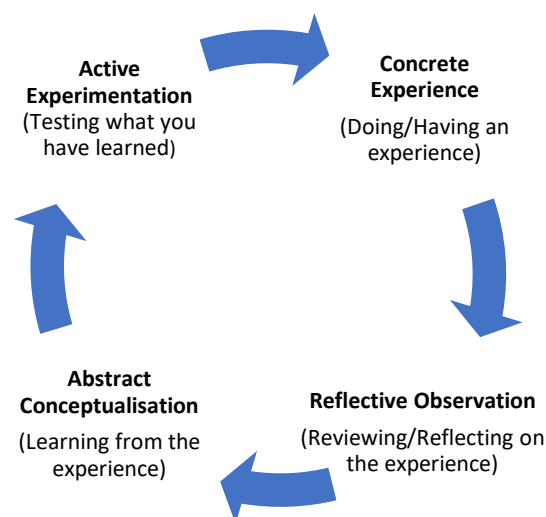 Active
Experimentation
(Testing what you
have learned)
Concrete
Experience
(Doing/Having an
experience)
Reflective Observation
(Reviewing/Reflecting on
the experience)
Abstract
Conceptualisation
(Learning from the
experience)